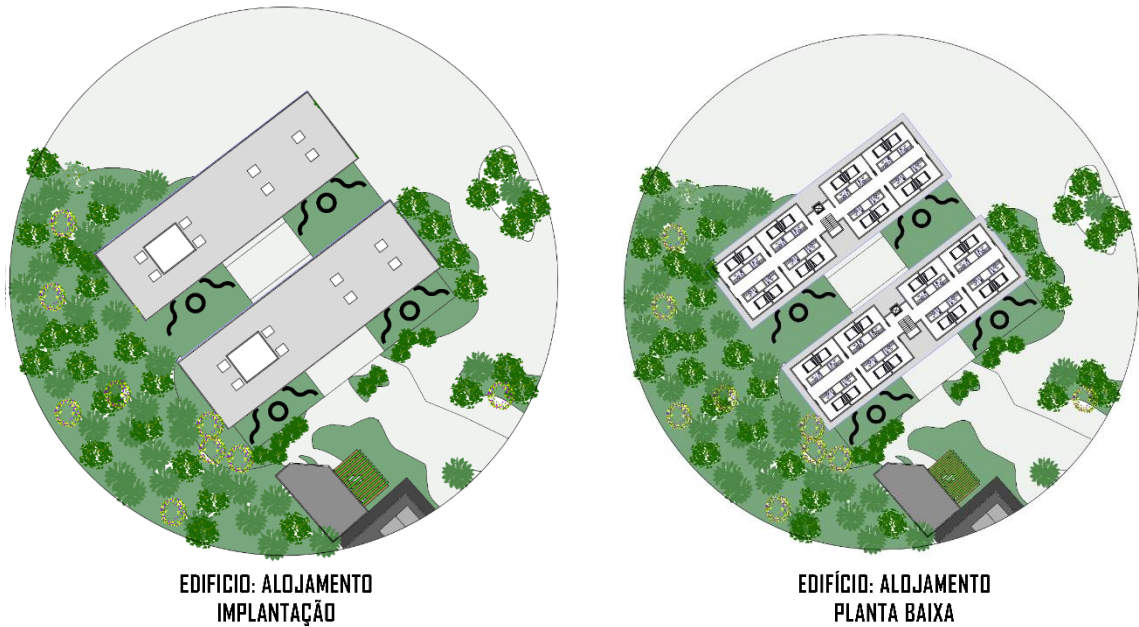 EDIFICIO: ALOJAMENTO
IMPLANTAÇÃO
EDIFÍCIO: ALOJAMENTO
PLANTA BAIXA